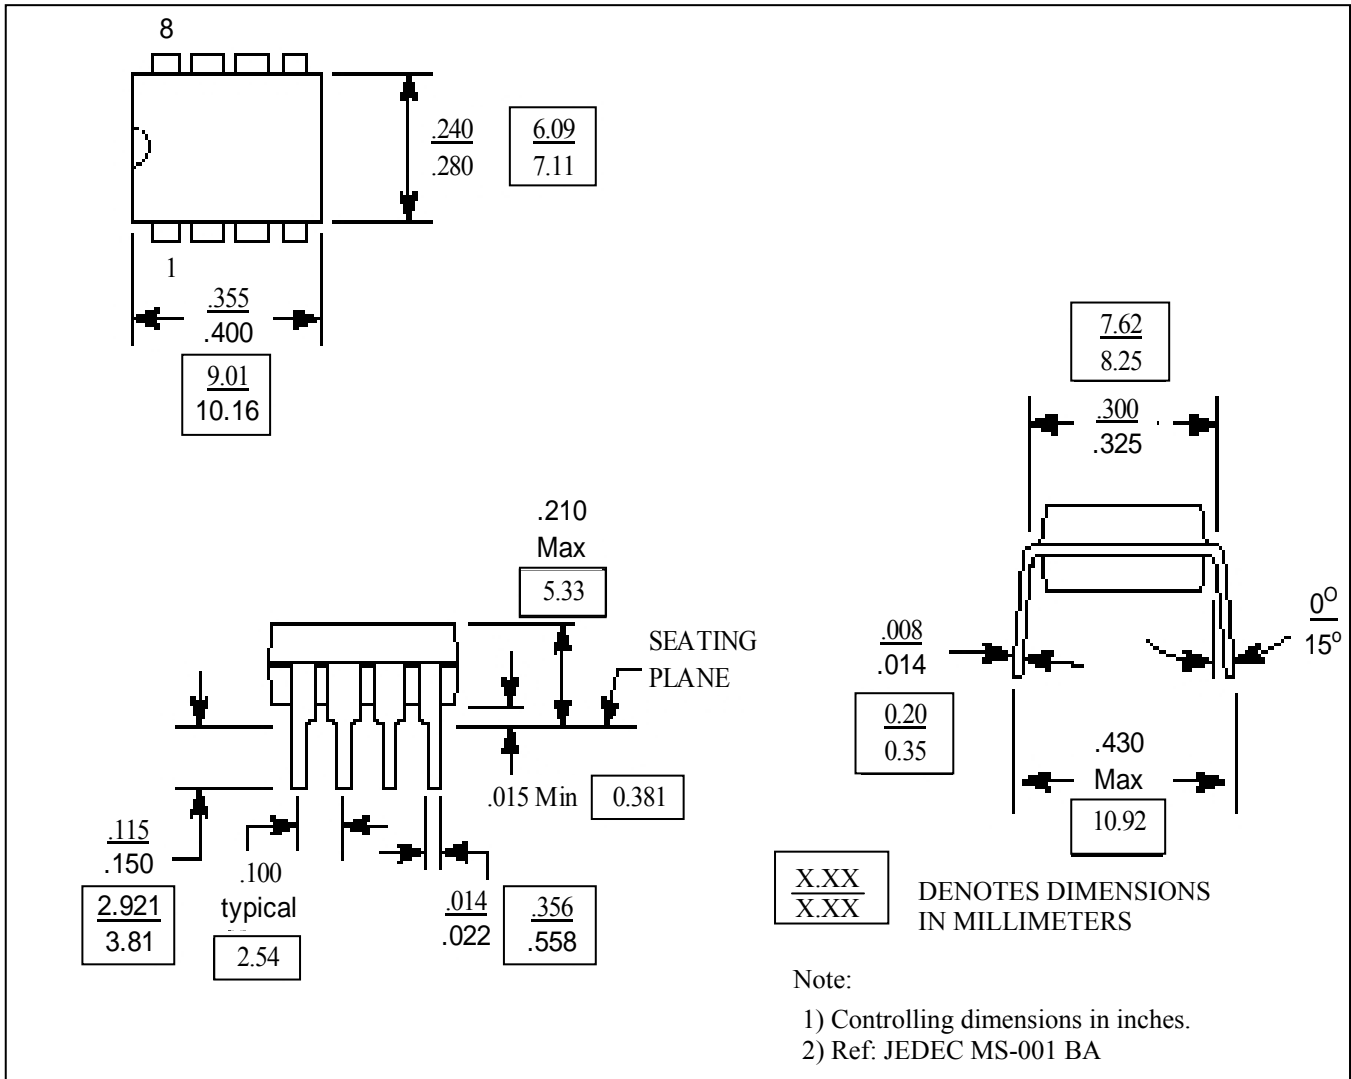 8
.240
.280
6.09
7.11
1
.355
.400
9.01
10.16
7.62
8.25
.300
.325
.210
Max
5.33
SEATING
PLANE
.008
.014
0.20
0.35
0º
15º
.430
Max
10.92
.015 Min
0.381
.115
.150
2.921
3.81
.100
typical
2.54
.014
.022
.356
.558
X.XX
X.XX
DENOTES DIMENSIONS
IN MILLIMETERS
Note:
1) Controlling dimensions in inches.
2) Ref: JEDEC MS-001 BA